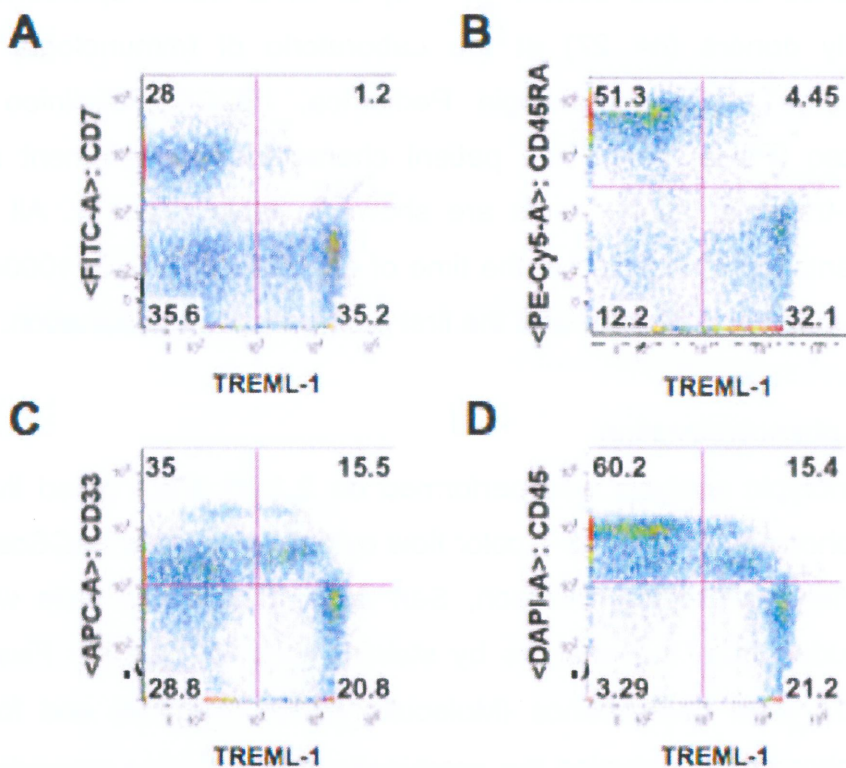 A
<FITC-A>: CD7
28 1.2
35.6 35.2
TREML-1
B
<PE-Cy5-A>: CD45RA
51.3 4.45
12.2 32.1
TREML-1
C
<APC-A>: CD33
35 15.5
28.8 20.8
TREML-1
D
<DAPI-A>: CD45
60.2 15.4
3.29 21.2
TREML-1